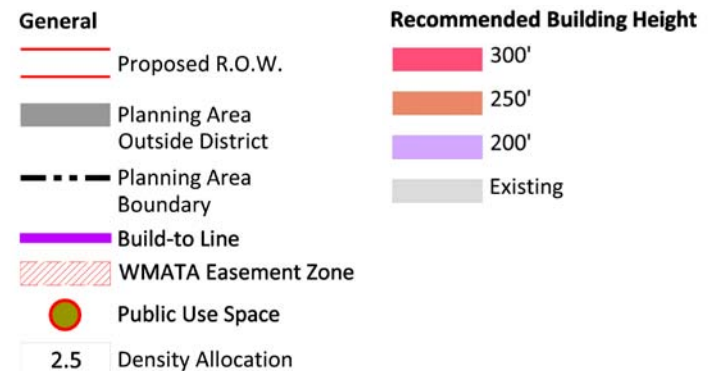 General
Proposed R.O.W.
Planning Area
Outside District
Planning Area
Boundary
Build-to Line
WMATA Easement Zone
Public Use Space
2.5 Density Allocation
Recommended Building Height
300'
250'
200'
Existing